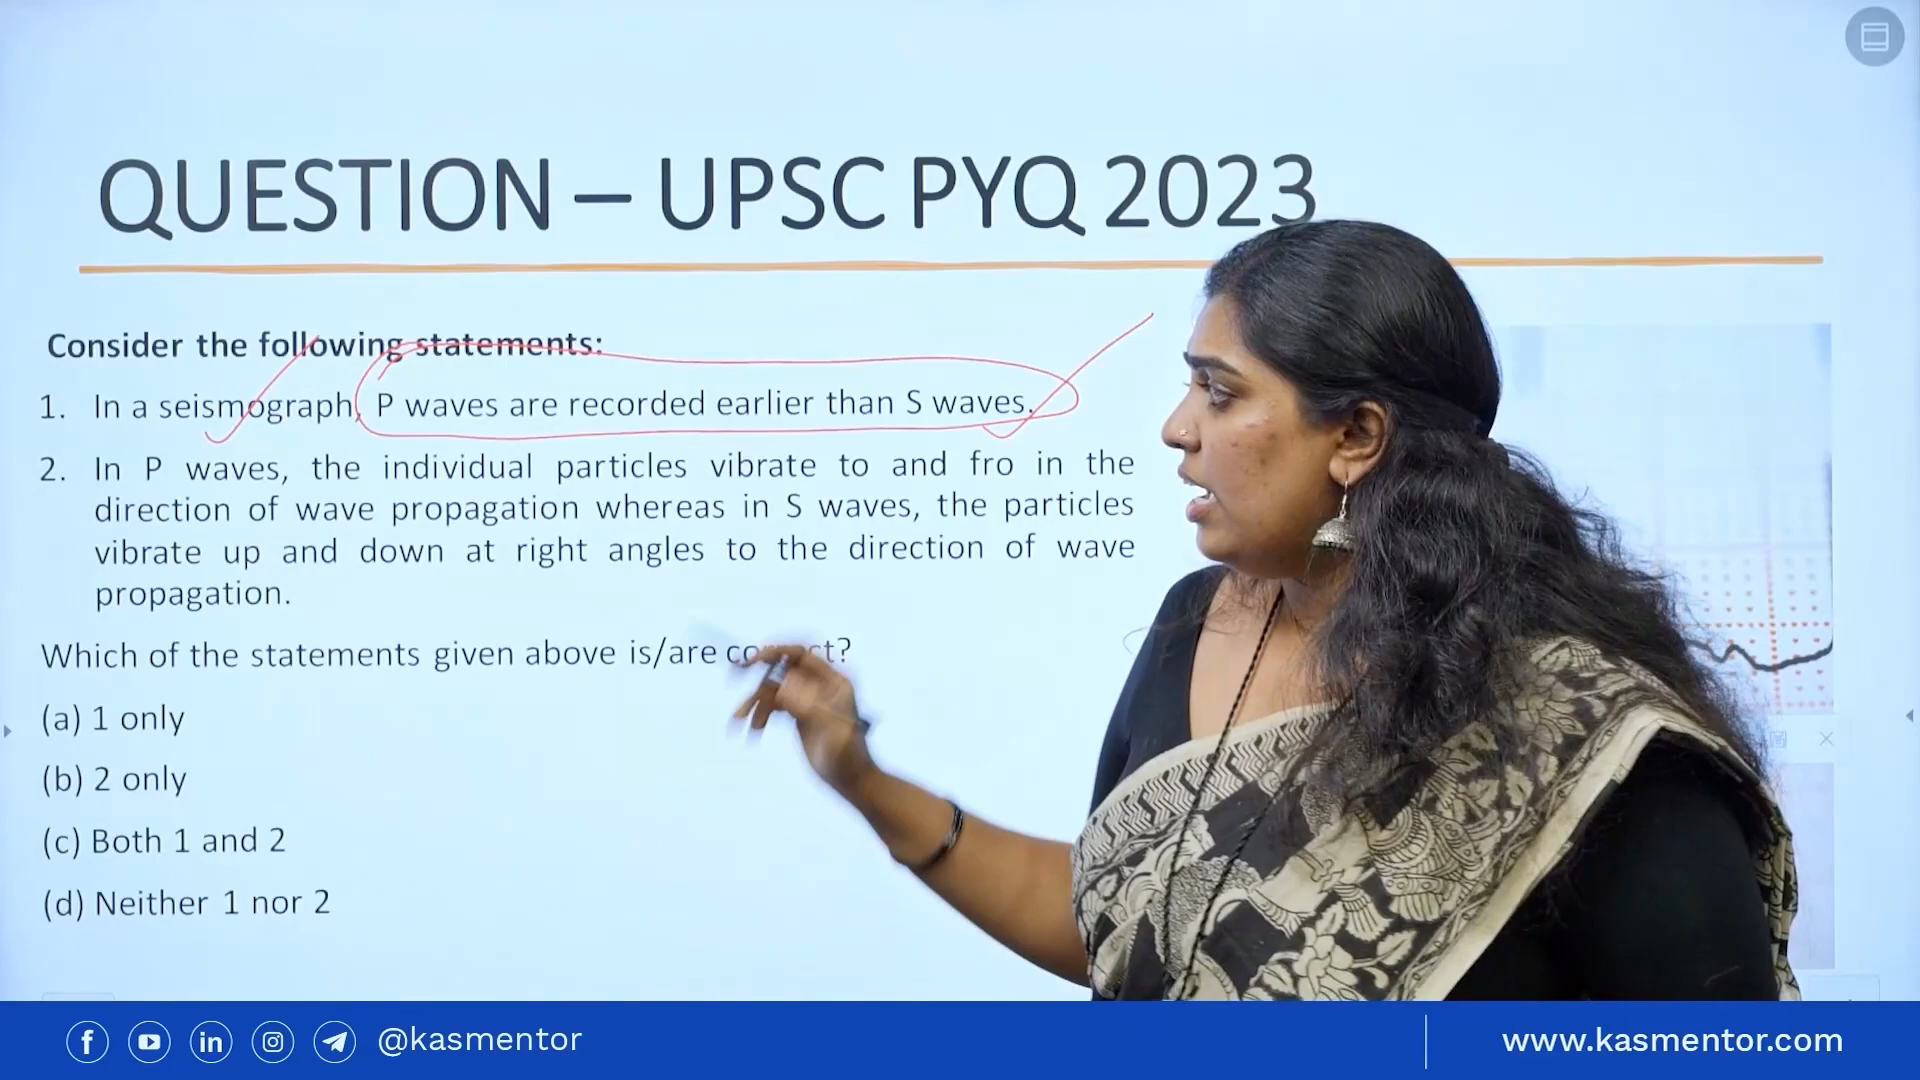 QUESTION – UPSC PYQ 2023
Consider the following statements:
1. In a seismograph, P waves are recorded earlier than S waves.
2. In P waves, the individual particles vibrate to and fro in the
direction of wave propagation whereas in S waves, the particles
vibrate up and down at right angles to the direction of wave
propagation.
Which of the statements given above is/are correct?
(a) 1 only
(b) 2 only
(c) Both 1 and 2
(d) Neither 1 nor 2
@kasmentor
www.kasmentor.com